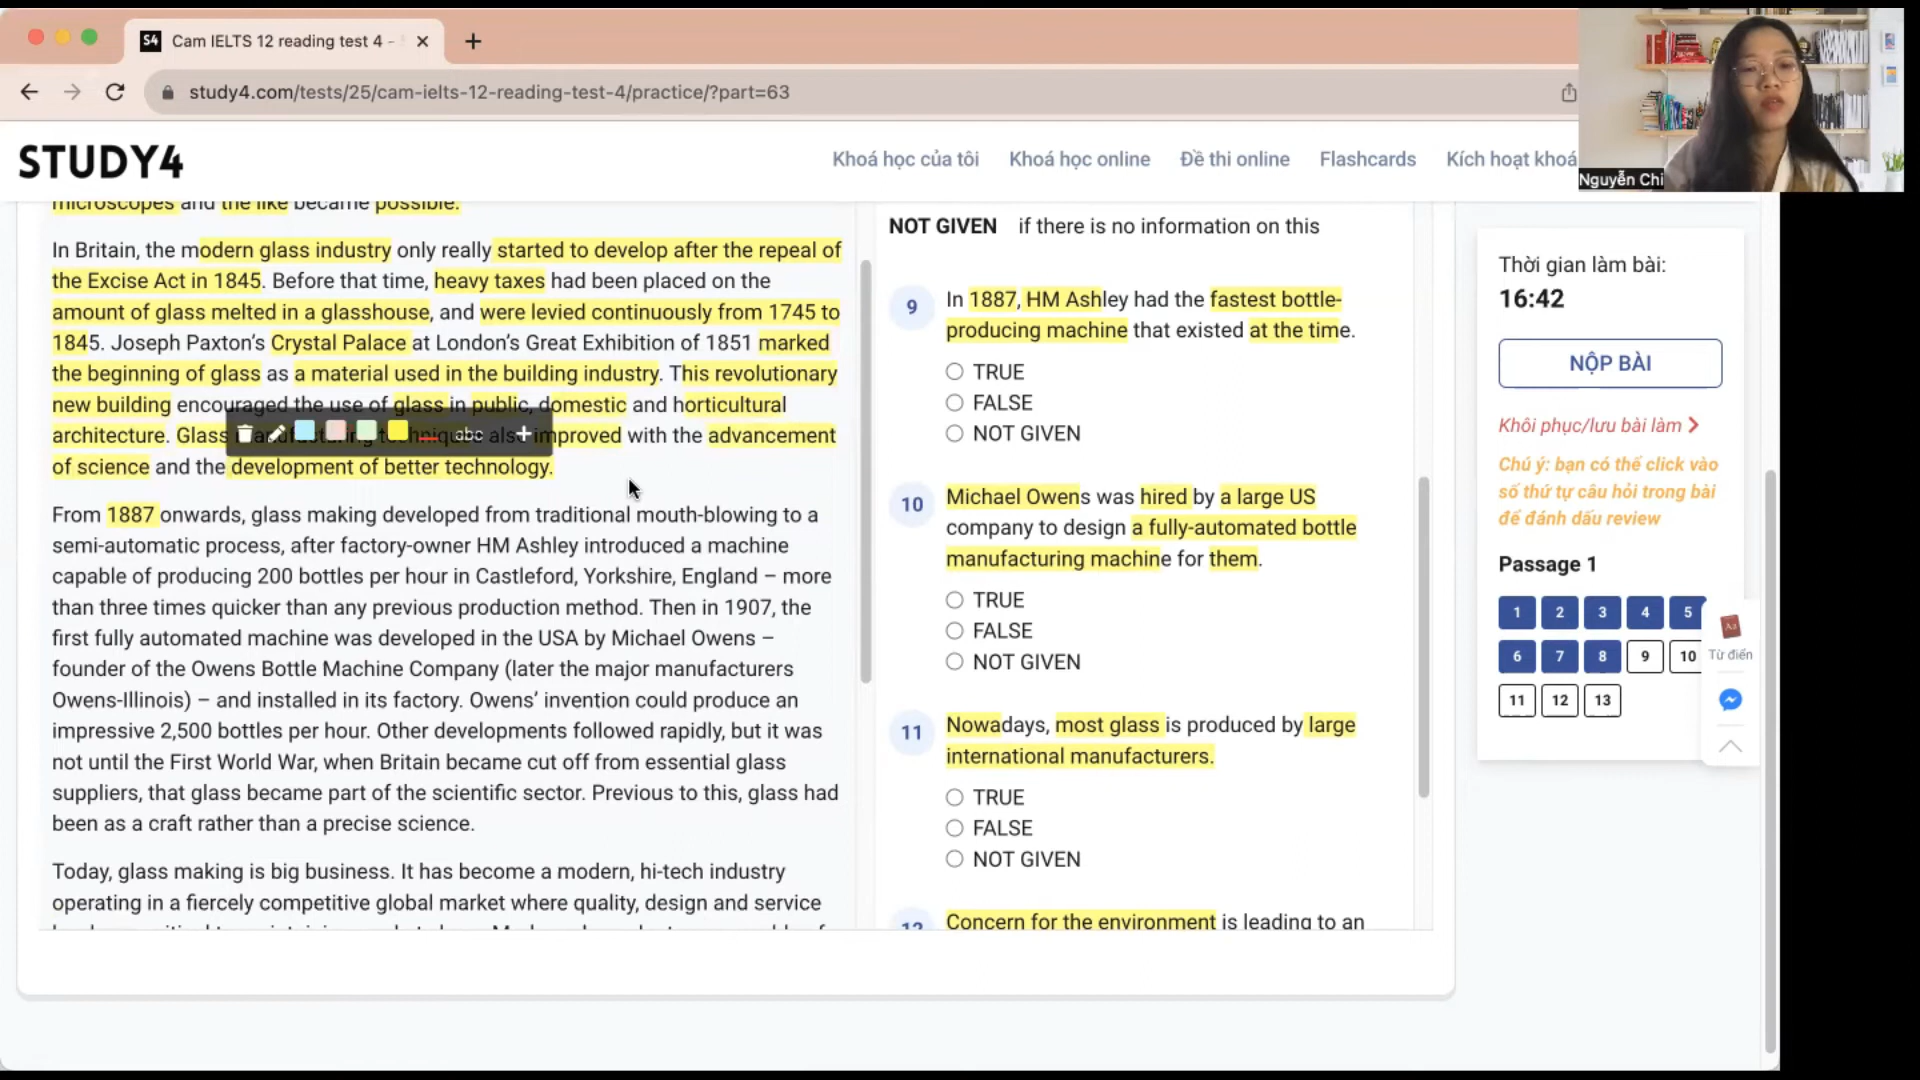 S4 Cam IELTS 12 reading test 4 -
study4.com/tests/25/cam-ielts-12-reading-test-4/practice/?part=63
STUDY4
Khoá học của tôi
Khoá học online
Đề thi online
Flashcards
Kích hoạt khoá
Nguyễn Chi
microscopes and the like became possible.
In Britain, the modern glass industry only really started to develop after the repeal of
the Excise Act in 1845. Before that time, heavy taxes had been placed on the
amount of glass melted in a glasshouse, and were levied continuously from 1745 to
1845. Joseph Paxton's Crystal Palace at London's Great Exhibition of 1851 marked
the beginning of glass as a material used in the building industry. This revolutionary
new building encouraged the use of glass in public, domestic and horticultural
architecture. Glass manufacturing techniques also improved with the advancement
of science and the development of better technology.
abc
From 1887 onwards, glass making developed from traditional mouth-blowing to a
semi-automatic process, after factory-owner HM Ashley introduced a machine
capable of producing 200 bottles per hour in Castleford, Yorkshire, England – more
than three times quicker than any previous production method. Then in 1907, the
first fully automated machine was developed in the USA by Michael Owens –
founder of the Owens Bottle Machine Company (later the major manufacturers
Owens-Illinois) – and installed in its factory. Owens' invention could produce an
impressive 2,500 bottles per hour. Other developments followed rapidly, but it was
not until the First World War, when Britain became cut off from essential glass
suppliers, that glass became part of the scientific sector. Previous to this, glass had
been as a craft rather than a precise science.
Today, glass making is big business. It has become a modern, hi-tech industry
operating in a fiercely competitive global market where quality, design and service
NOT GIVEN if there is no information on this
9 In 1887, HM Ashley had the fastest bottle-
producing machine that existed at the time.
TRUE
FALSE
NOT GIVEN
10 Michael Owens was hired by a large US
company to design a fully-automated bottle
manufacturing machine for them.
TRUE
FALSE
NOT GIVEN
11 Nowadays, most glass is produced by large
international manufacturers.
TRUE
FALSE
NOT GIVEN
12 Concern for the environment is leading to an
Thời gian làm bài:
16:42
NỘP BÀI
Khôi phục/lưu bài làm
Chú ý: bạn có thể click vào
số thứ tự câu hỏi trong bài
để đánh dấu review
Passage 1
1 2 3 4 5
6 7 8 9 10
11 12 13
Aa
Từ điển